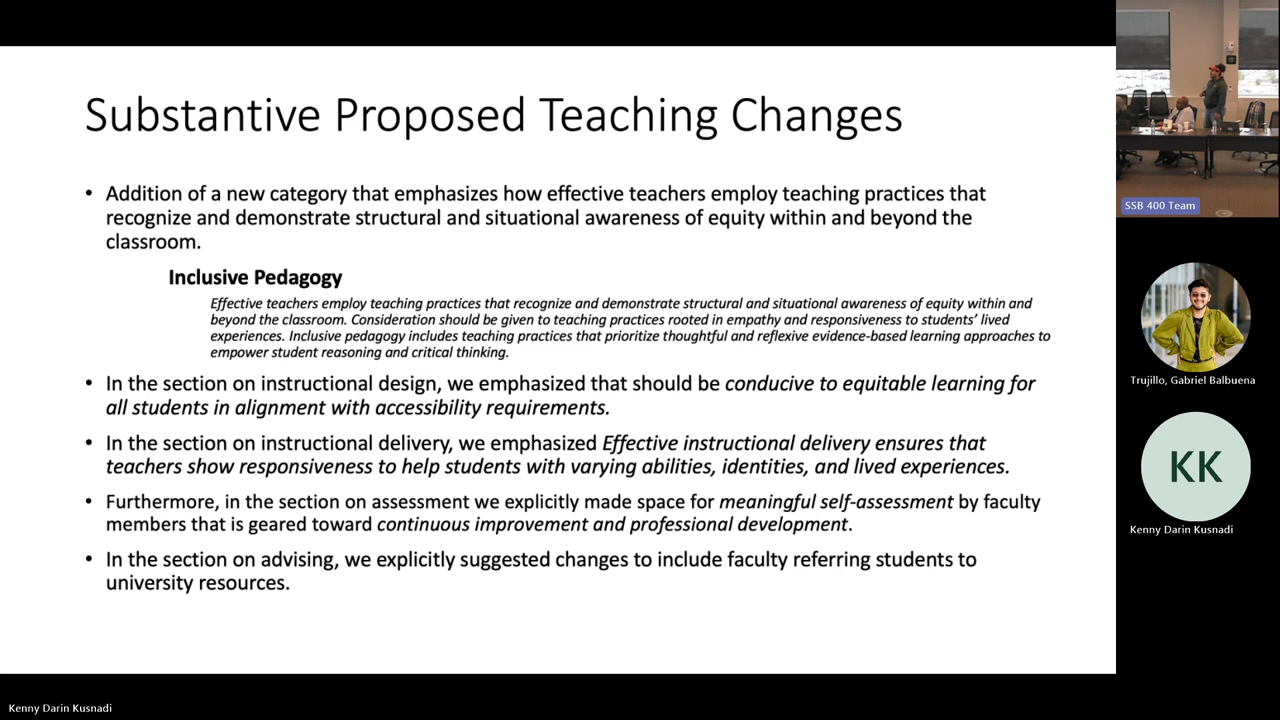 Substantive Proposed Teaching Changes
• Addition of a new category that emphasizes how effective teachers employ teaching practices that
recognize and demonstrate structural and situational awareness of equity within and beyond the
classroom.
Inclusive Pedagogy
Effective teachers employ teaching practices that recognize and demonstrate structural and situational awareness of equity within and
beyond the classroom. Consideration should be given to teaching practices rooted in empathy and responsiveness to students’ lived
experiences. Inclusive pedagogy includes teaching practices that prioritize thoughtful and reflexive evidence-based learning approaches to
empower student reasoning and critical thinking.
• In the section on instructional design, we emphasized that should be conducive to equitable learning for
all students in alignment with accessibility requirements.
• In the section on instructional delivery, we emphasized Effective instructional delivery ensures that
teachers show responsiveness to help students with varying abilities, identities, and lived experiences.
• Furthermore, in the section on assessment we explicitly made space for meaningful self-assessment by faculty
members that is geared toward continuous improvement and professional development.
• In the section on advising, we explicitly suggested changes to include faculty referring students to
university resources.
SSB 400 Team
Trujillo, Gabriel Balbuena
KK
Kenny Darin Kusnadi
Kenny Darin Kusnadi